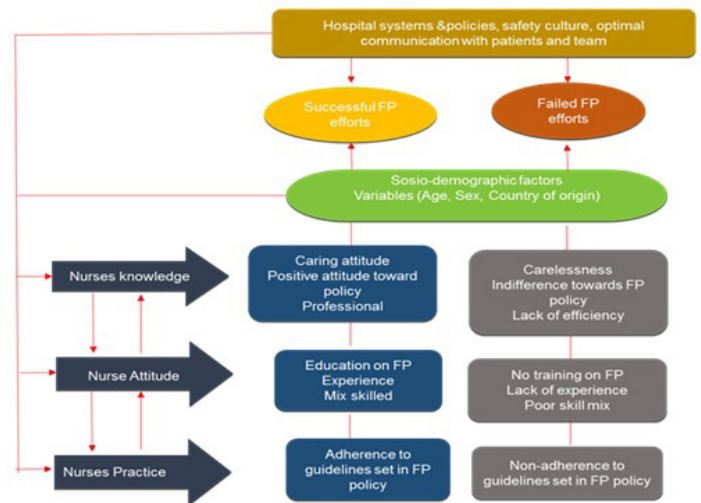 Hospital systems &policies, safety culture, optimal
communication with patients and team
Successful FP
efforts
Failed FP
efforts
Sosio-demographic factors
Variables (Age, Sex, Country of origin)
Nurses knowledge
Caring attitude
Positive attitude toward
policy
Professional
Carelessness
Indifference towards FP
policy
Lack of efficiency
Nurse Attitude
Education on FP
Experience
Mix skilled
No training on FP
Lack of experience
Poor skill mix
Nurses Practice
Adherence to
guidelines set in FP
policy
Non-adherence to
guidelines set in FP policy